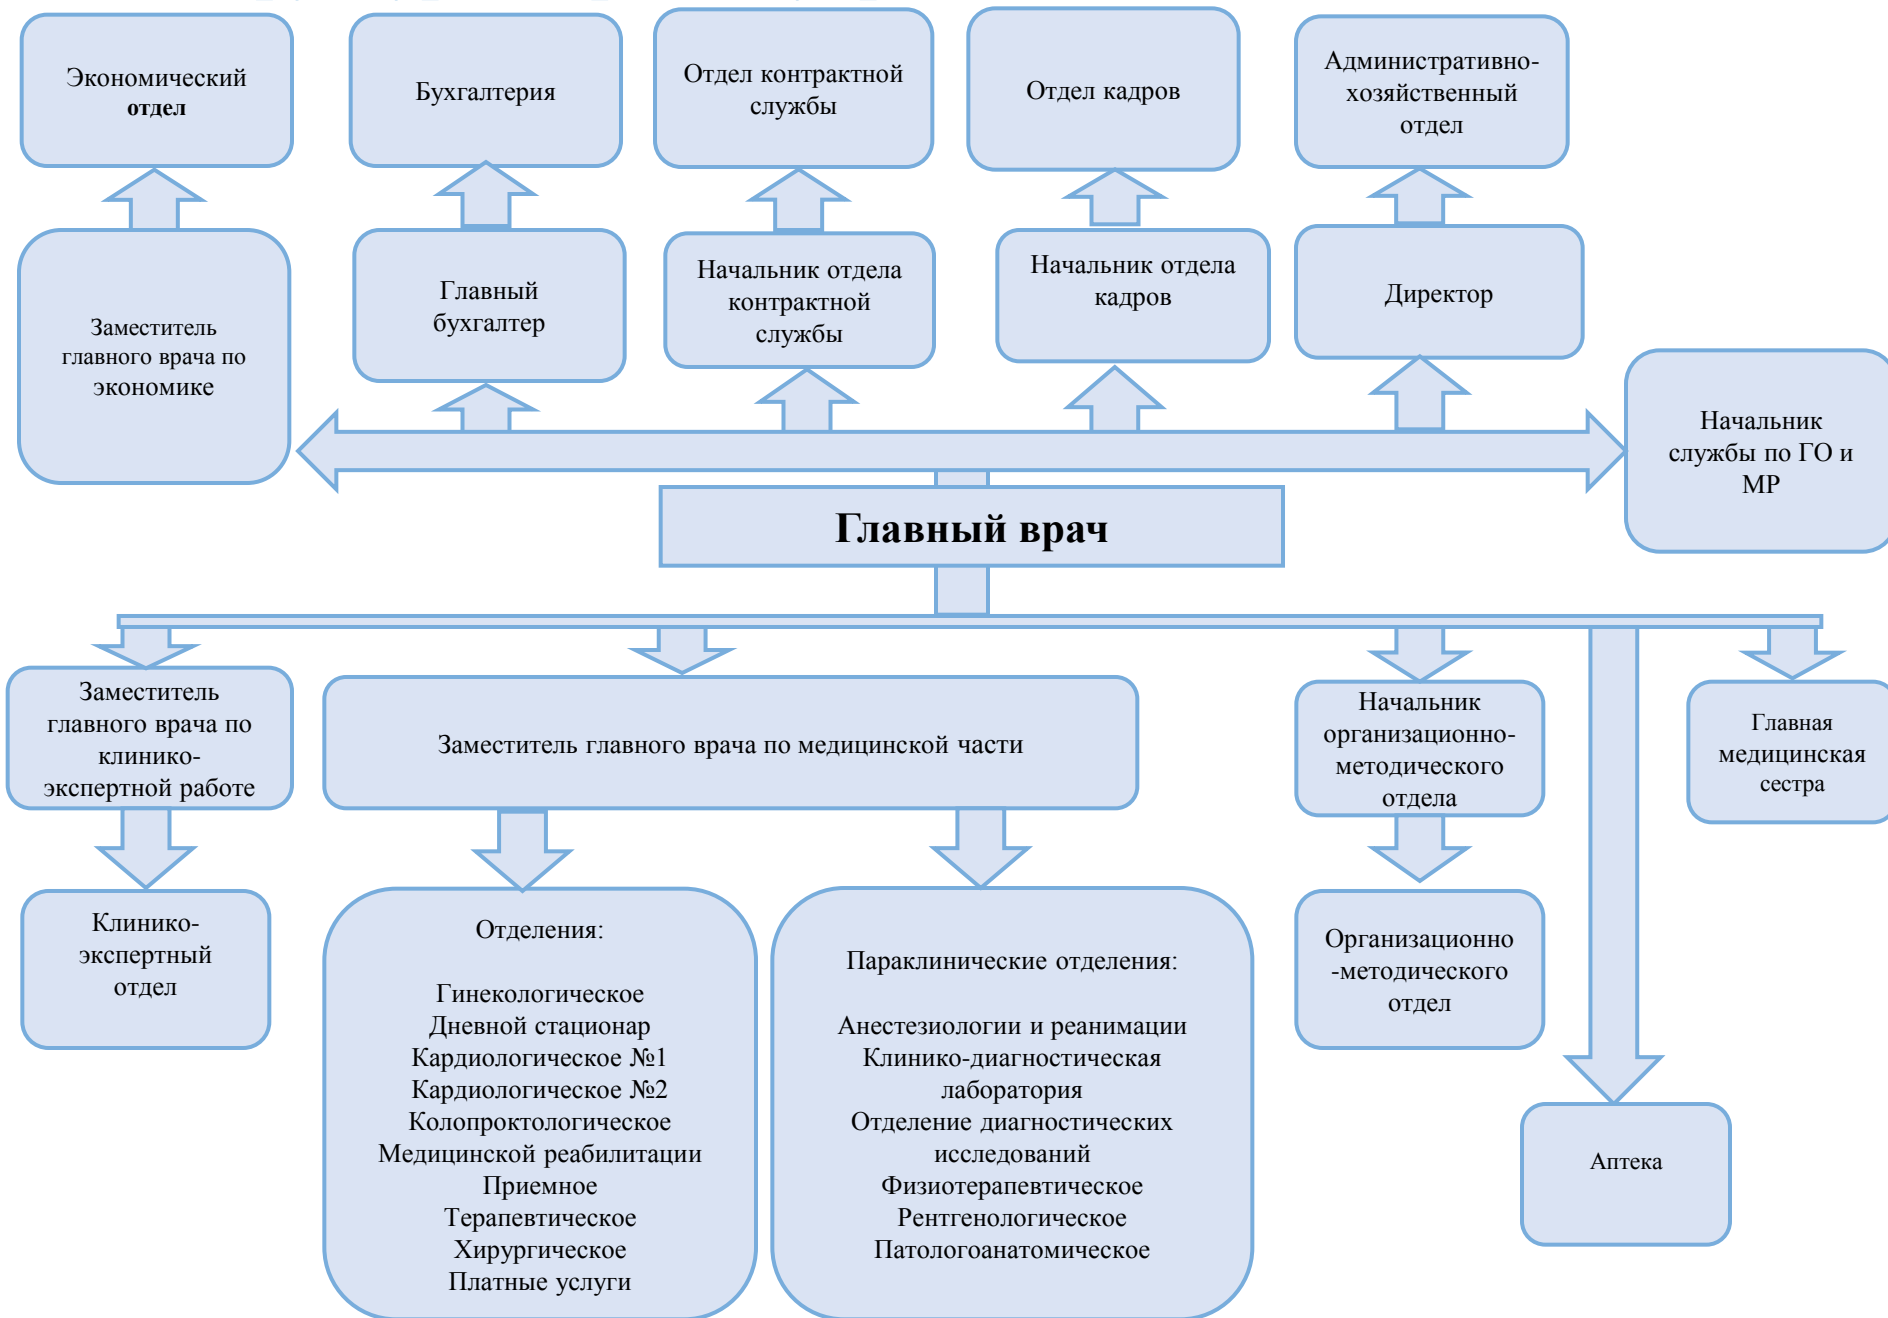 Экономический
отдел
Бухгалтерия
Отдел контрактной
службы
Отдел кадров
Административно-
хозяйственный
отдел
Заместитель
главного врача по
экономике
Главный
бухгалтер
Начальник отдела
контрактной
службы
Начальник отдела
кадров
Директор
Начальник
службы по ГО и
МР
Главный врач
Заместитель
главного врача по
клинико-
экспертной работе
Заместитель главного врача по медицинской части
Начальник
организационно-
методического
отдела
Главная
медицинская
сестра
Клинико-
экспертный
отдел
Отделения:
Гинекологическое
Дневной стационар
Кардиологическое №1
Кардиологическое №2
Колопроктологическое
Медицинской реабилитации
Приемное
Терапевтическое
Хирургическое
Платные услуги
Параклинические отделения:
Анестезиологии и реанимации
Клинико-диагностическая
лаборатория
Отделение диагностических
исследований
Физиотерапевтическое
Рентгенологическое
Патологоанатомическое
Организационно
-методического
отдел
Аптека